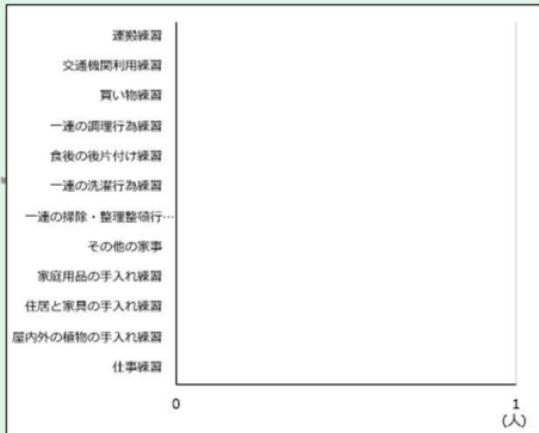 運搬練習
交通機関利用練習
買い物練習
一連の調理行為練習
食後の後片付け練習
一連の洗濯行為練習
一連の掃除・整理整頓行…
その他の家事
家庭用品の手入れ練習
住居と家具の手入れ練習
屋内外の植物の手入れ練習
仕事練習
0 1
(人)